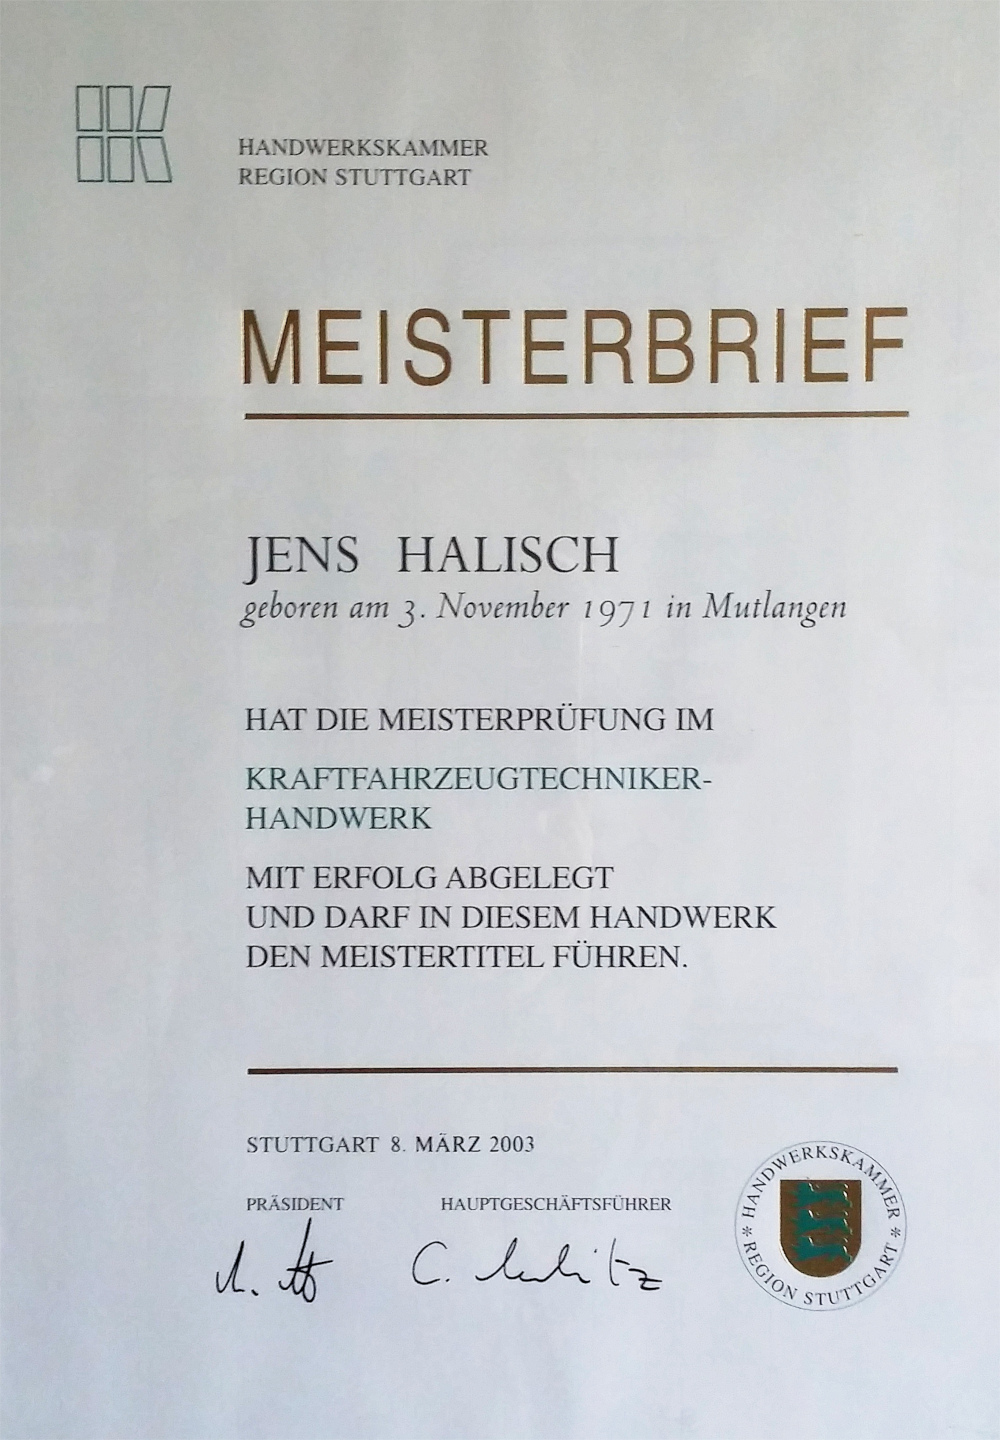 HANDWERKSKAMMER
REGION STUTTGART
MEISTERBRIEF
JENS HALISCH
geboren am 3. November 1971 in Mutlangen
HAT DIE MEISTERPRÜFUNG IM
KRAFTFAHRZEUGTECHNIKER-
HANDWERK
MIT ERFOLG ABGELEGT
UND DARF IN DIESEM HANDWERK
DEN MEISTERTITEL FÜHREN.
STUTTGART 8. MÄRZ 2003
PRÄSIDENT HAUPTGESCHÄFTSFÜHRER
* HANDWERKSKAMMER *
REGION STUTTGART